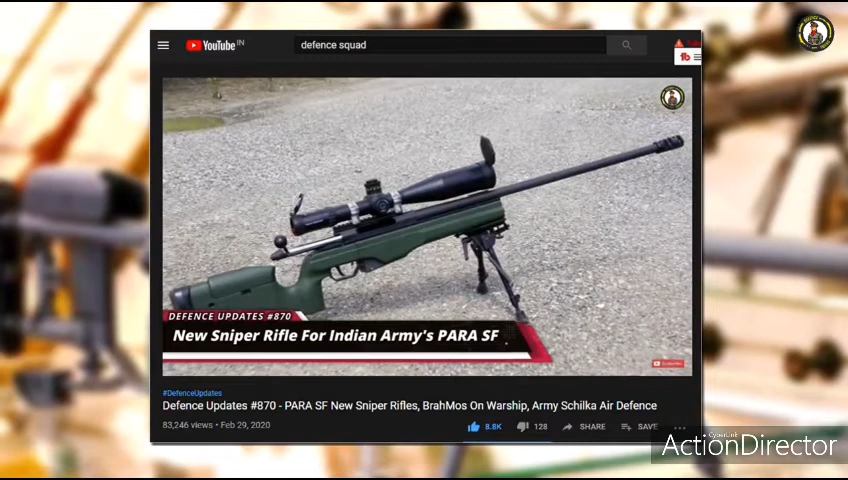 YouTube IN
defence squad
DEFENCE UPDATES #870
New Sniper Rifle For Indian Army's PARA SF
#DefenceUpdates
Defence Updates #870 - PARA SF New Sniper Rifles, BrahMos On Warship, Army Schilka Air Defence
83,246 views • Feb 29, 2020
8.8K
128
SHARE
SAVE
CyberLink
ActionDirector